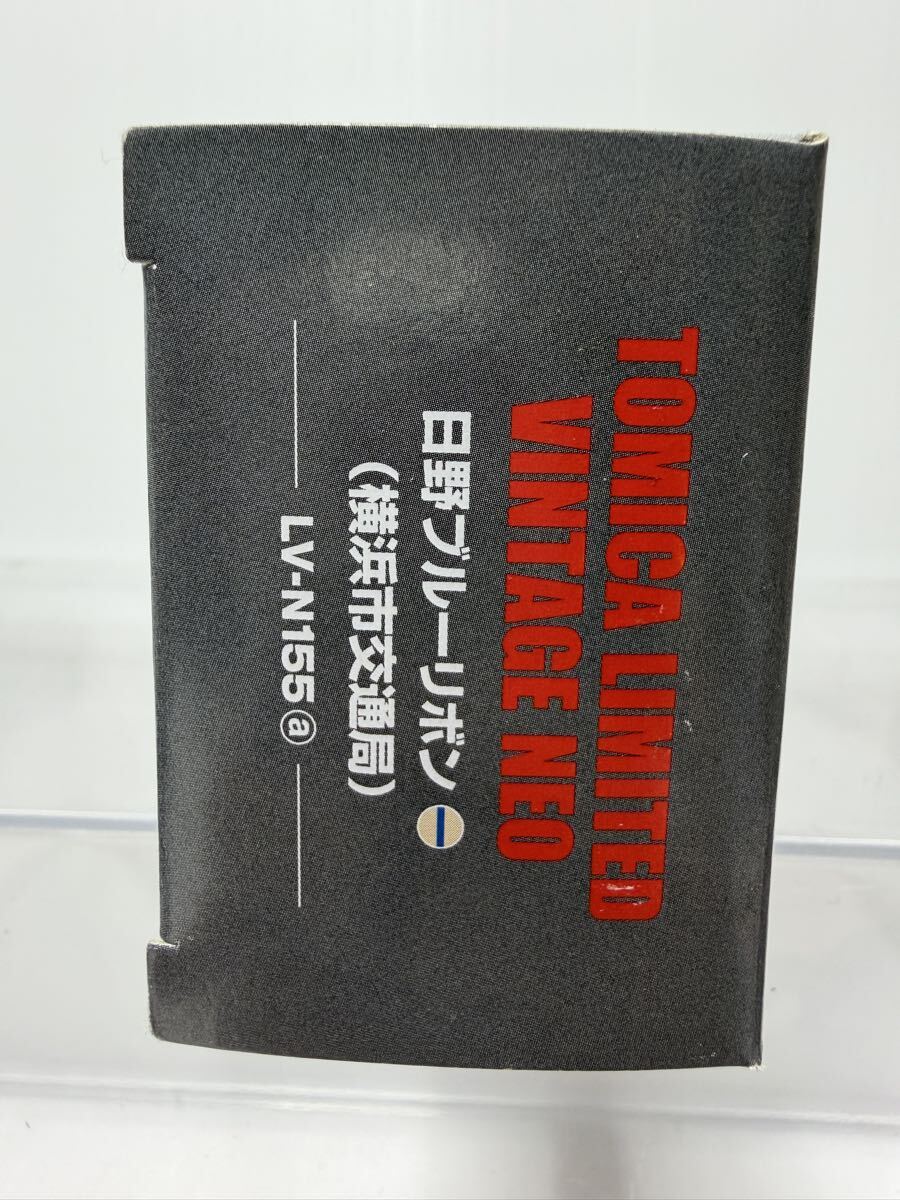 TOMICA LIMITED
VINTAGE NEO
日野ブルーリボン
（横浜市交通局）
LV-N155ⓐ